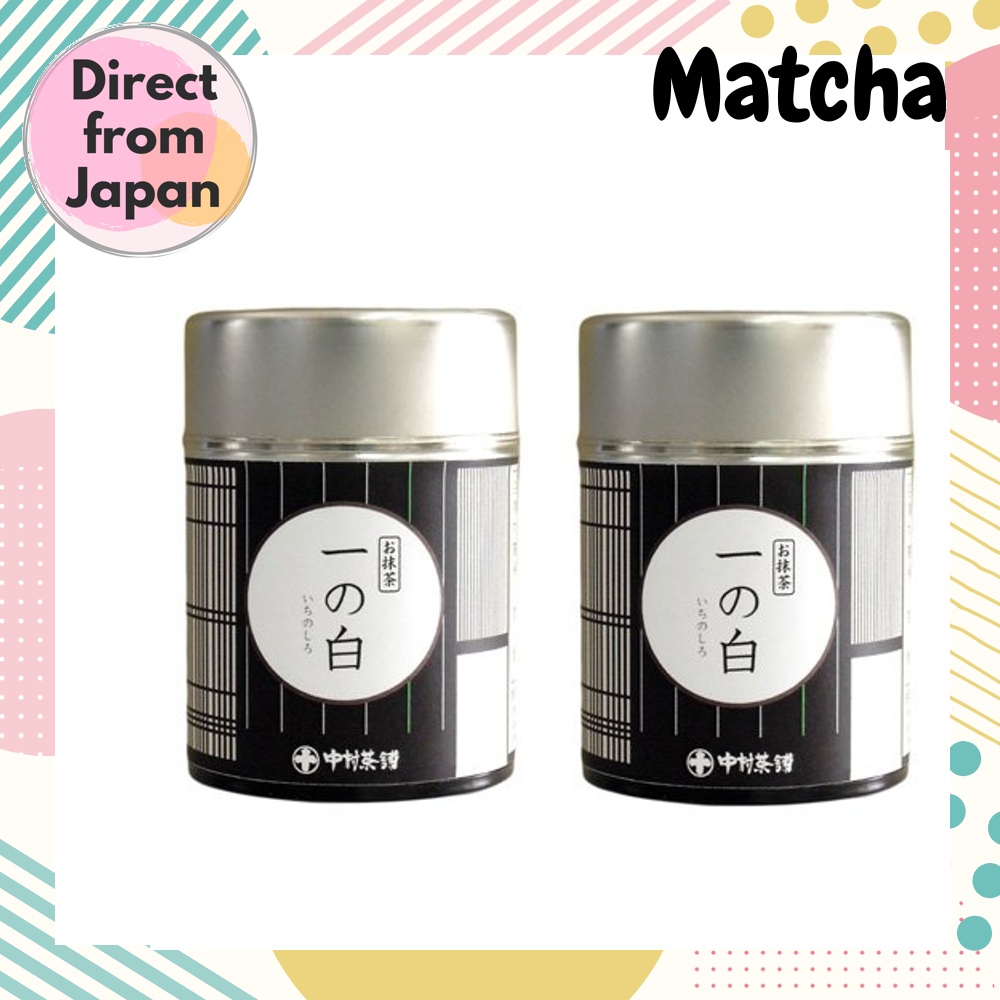 Direct
from
Japan
Matcha
お抹茶
一の白
いちのしろ
中村茶舗
お抹茶
一の白
いちのしろ
中村茶舗